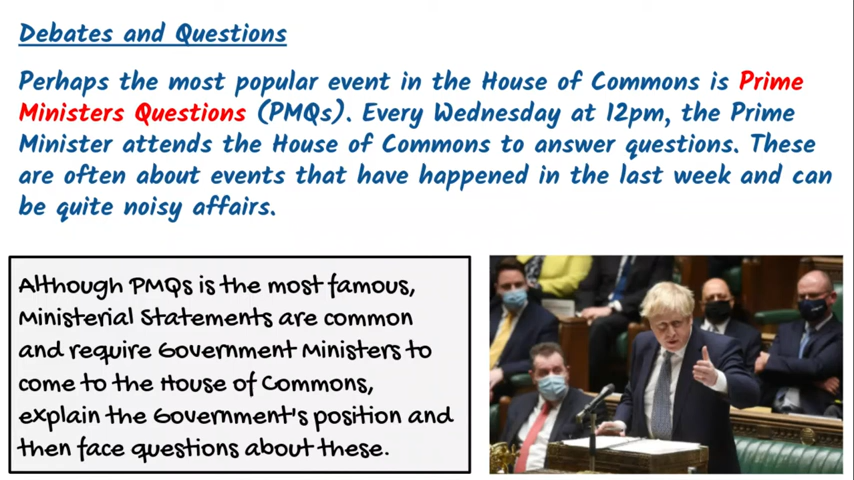 Debates and Questions
Perhaps the most popular event in the House of Commons is Prime
Ministers Questions (PMQs). Every Wednesday at 12pm, the Prime
Minister attends the House of Commons to answer questions. These
are often about events that have happened in the last week and can
be quite noisy affairs.
Although PMQs is the most famous,
Ministerial Statements are common
and require Government Ministers to
come to the House of Commons,
explain the Government's position and
then face questions about these.